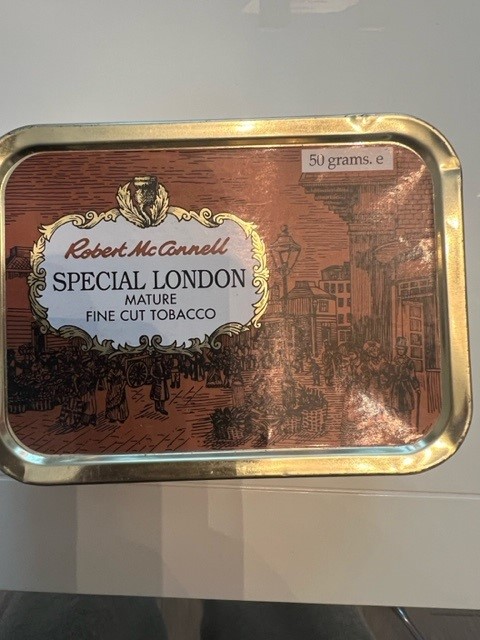 50 grams. e
Robert McConnell
SPECIAL LONDON
MATURE
FINE CUT TOBACCO